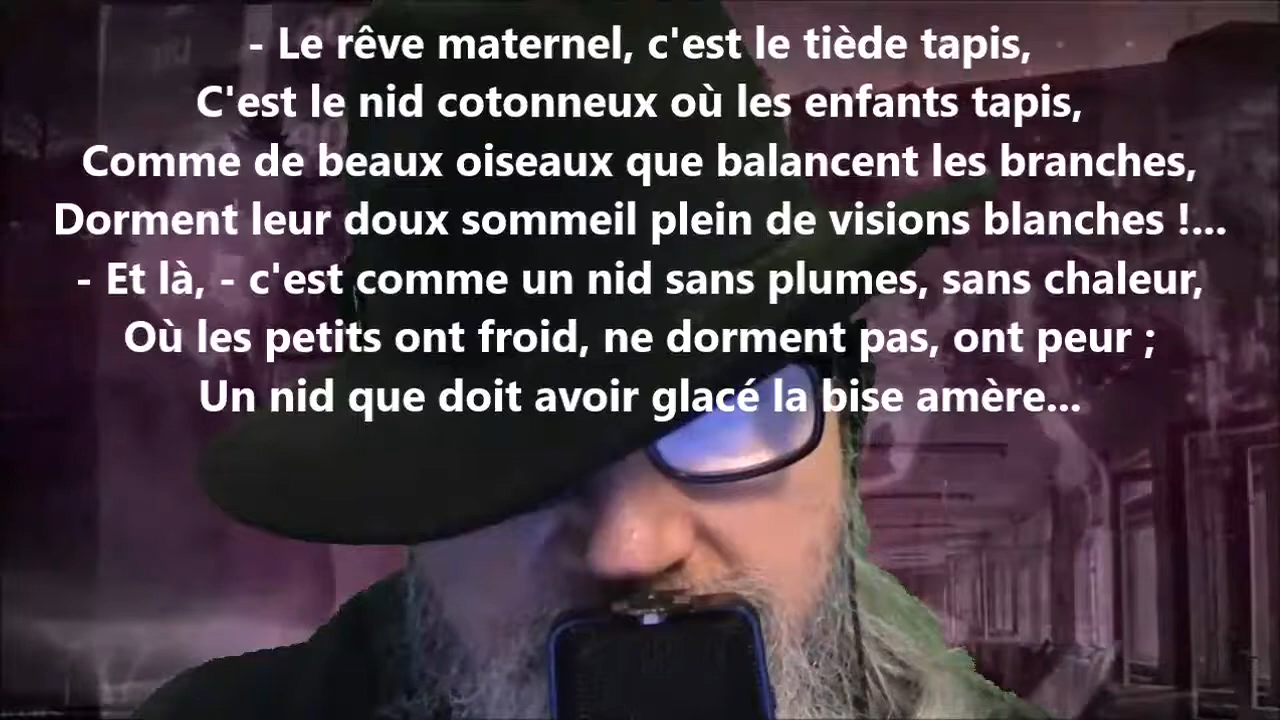 - Le rêve maternel, c'est le tiède tapis,
C'est le nid cotonneux où les enfants tapis,
Comme de beaux oiseaux que balancent les branches,
Dorment leur doux sommeil plein de visions blanches !...
- Et là, - c'est comme un nid sans plumes, sans chaleur,
Où les petits ont froid, ne dorment pas, ont peur ;
Un nid que doit avoir glacé la bise amère...